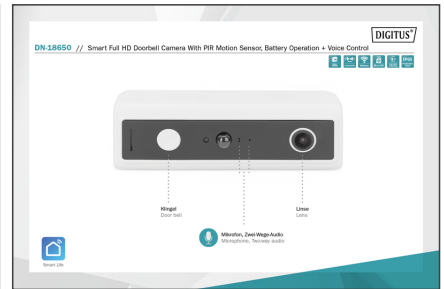 DIGITUS®
DN-18650 // Smart Full HD Doorbell Camera With PIR Motion Sensor, Battery Operation + Voice Control
IP65
Klingel
Door bell
Linse
Lens
Mikrofon, Zwei-Wege-Audio
Microphone, Two-way audio
Smart Life